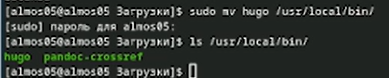 [almos05@almos05 Загрузки]$ sudo mv hugo /usr/local/bin/
[sudo] пароль для almos05:
[almos05@almos05 Загрузки]$ ls /usr/local/bin/
hugo  pandoc-crossref
[almos05@almos05 Загрузки]$